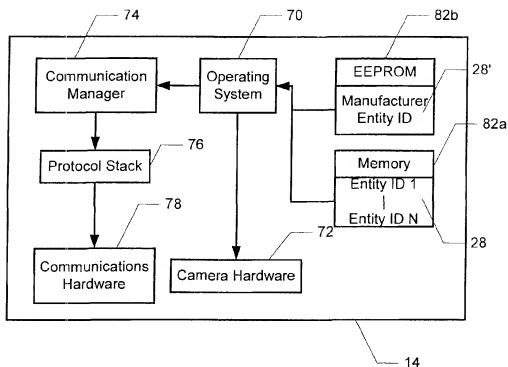 74
70
82b
Communication
Manager
Operating
System
EEPROM
Manufacturer
Entity ID
28'
82a
76
Protocol Stack
Memory
Entity ID 1
Entity ID N
78
72
28
Communications
Hardware
Camera Hardware
14